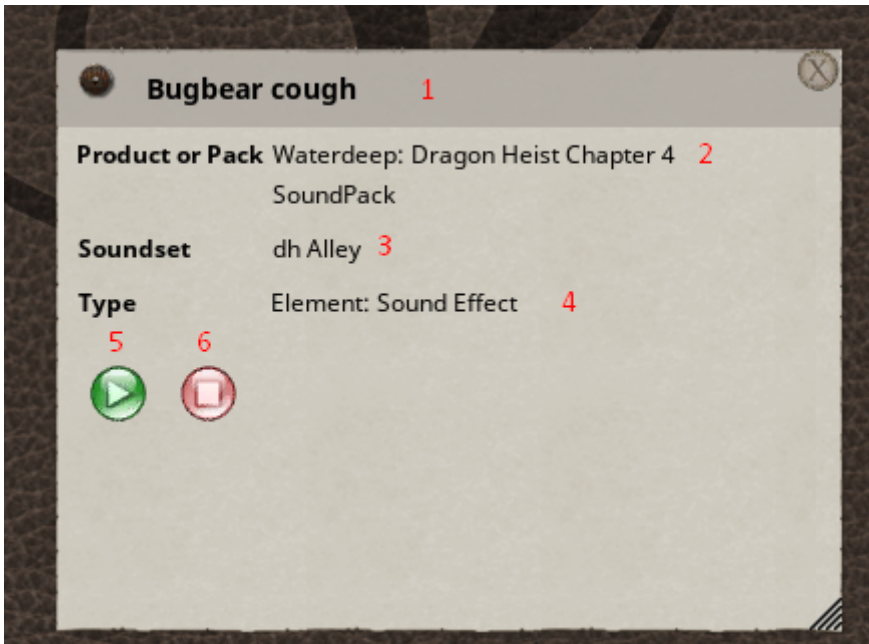 Bugbear cough 1
Product or Pack Waterdeep: Dragon Heist Chapter 4 2
SoundPack
Soundset dh Alley 3
Type Element: Sound Effect 4
5 6
X